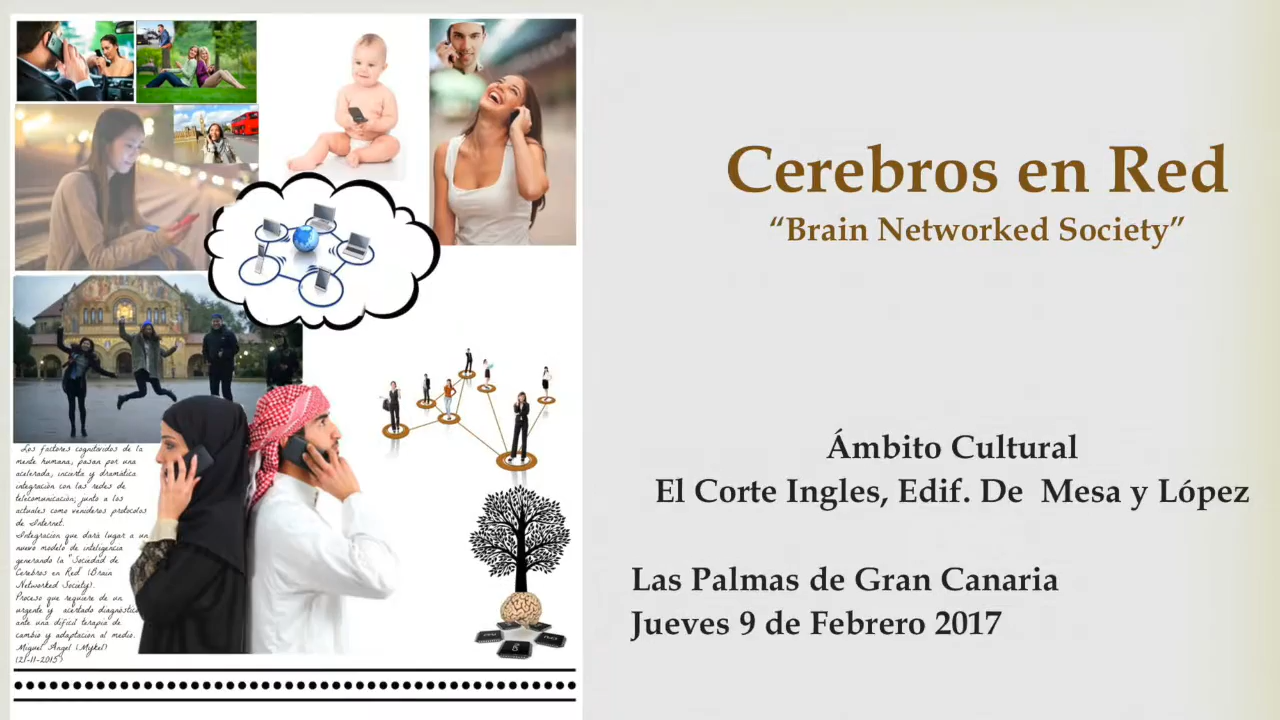 Cerebros en Red
“Brain Networked Society”
Ámbito Cultural
El Corte Ingles, Edif. De Mesa y López
Las Palmas de Gran Canaria
Jueves 9 de Febrero 2017
Los factores cognitoridos de la
mente humana, pasan por una
acelerada, incierta y dramática
integración con las redes de
telecomunicación; junto a los
actuales como venideros protocolos
de Internet.
Integración que dará lugar a un
nuevo modelo de inteligencia
generando la "Sociedad de
Cerebros en Red" (Brain
Networked Society).
Proceso que requiere de un
urgente y acertado diagnóstico
ante una difícil terapia de
cambio y adaptación al medio.
Miguel Ángel (Mykel)
(21-11-2015)